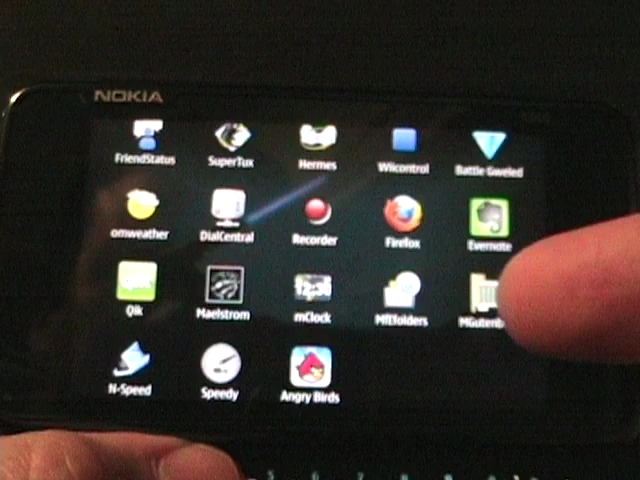 NOKIA
FriendStatus SuperTux Hermes Wiicontrol Battle Gweled
omweather DialCentral Recorder Firefox Evernote
Qik Maelstrom mClock MfEfolders
N-Speed Speedy Angry Birds